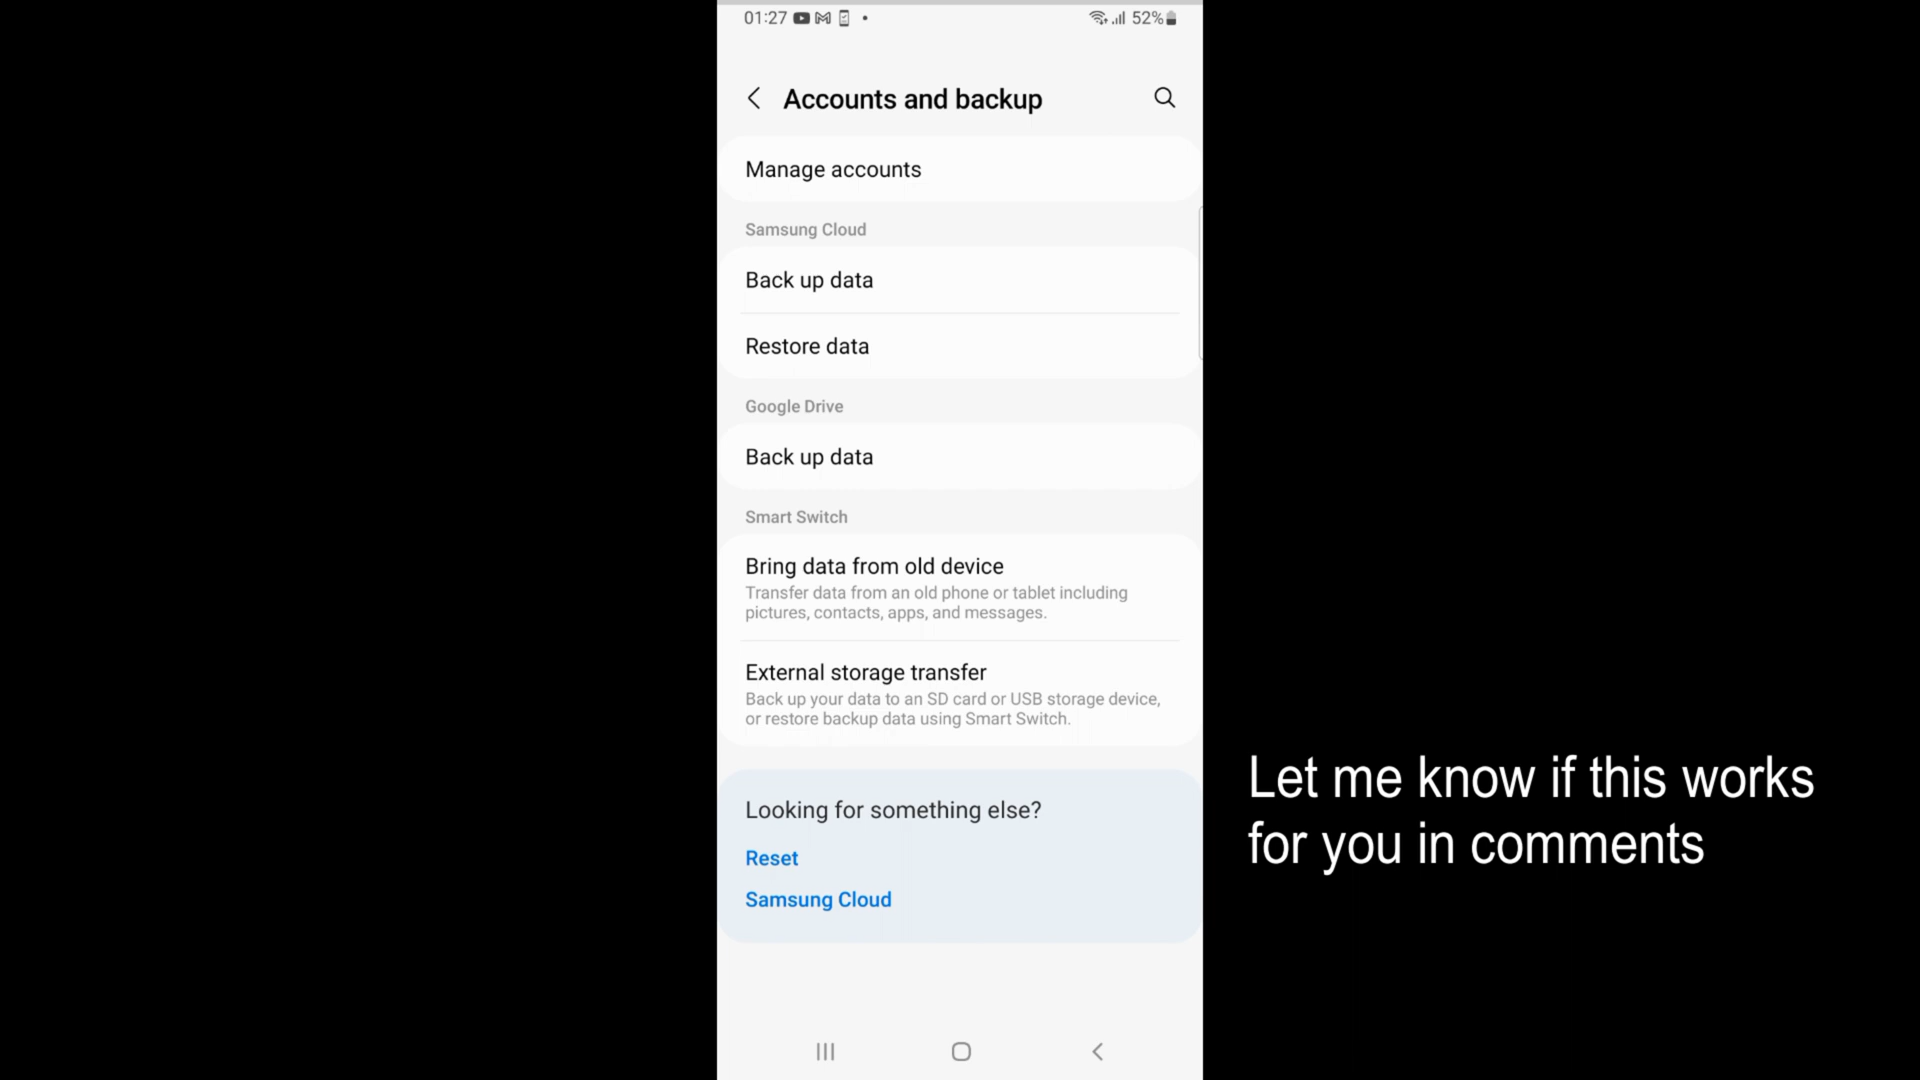 01:27
52%
Accounts and backup
Manage accounts
Samsung Cloud
Back up data
Restore data
Google Drive
Back up data
Smart Switch
Bring data from old device
Transfer data from an old phone or tablet including
pictures, contacts, apps, and messages.
External storage transfer
Back up your data to an SD card or USB storage device,
or restore backup data using Smart Switch.
Looking for something else?
Reset
Samsung Cloud
Let me know if this works
for you in comments